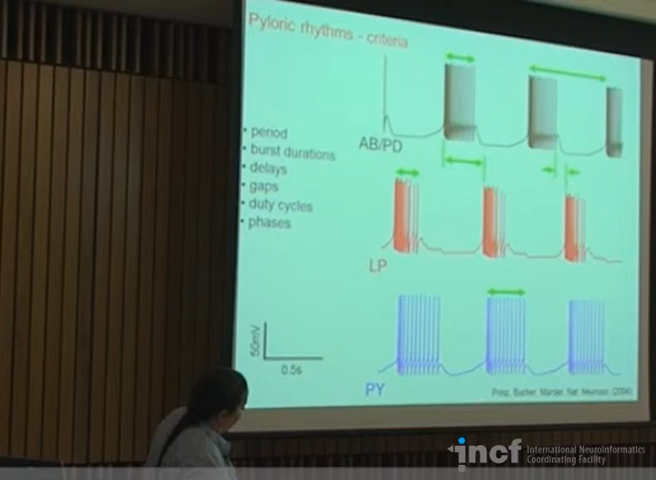 Pyloric rhythms - criteria
• period
• burst durations
• delays
• gaps
• duty cycles
• phases
AB/PD
LP
50mV
0.5s
PY
Prinz, Bucher, Marder, Nat. Neurosci. (2004)
incf International Neuroinformatics
Coordinating Facility